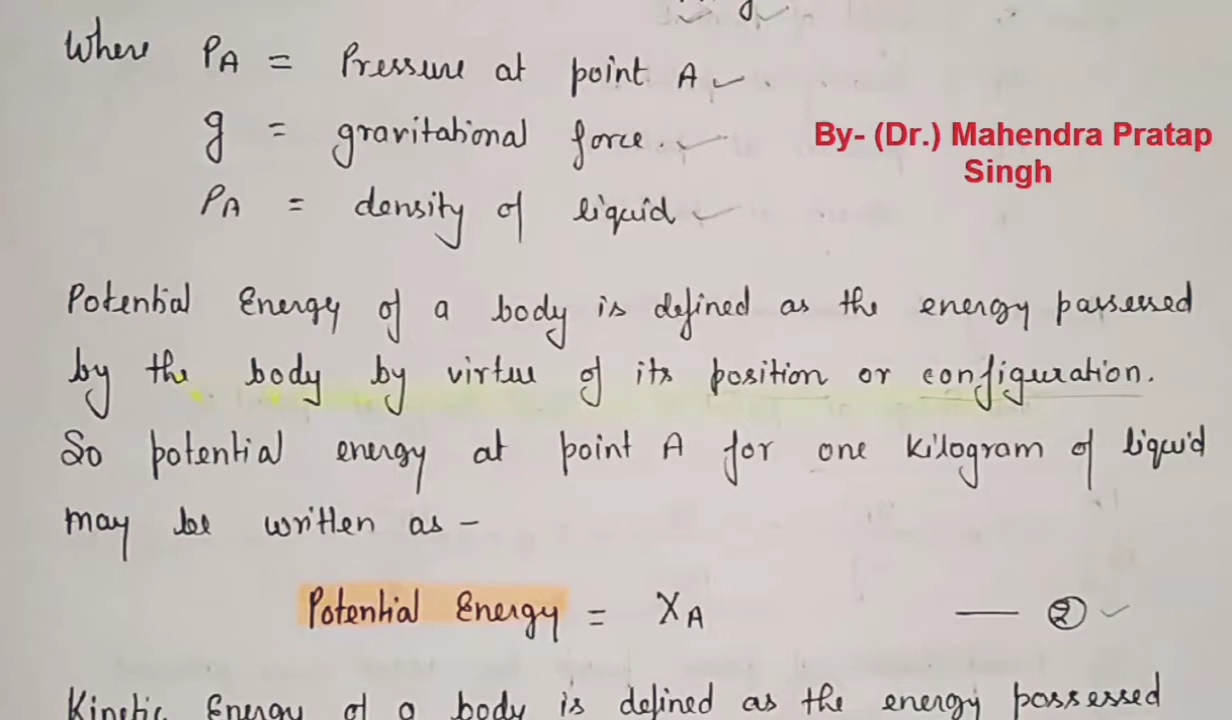 Where PA = Pressure at point A
g = gravitational force.
ρA = density of liquid
By- (Dr.) Mahendra Pratap
Singh
Potential Energy of a body is defined as the energy passessed
by the body by virtue of its position or configuration.
So potential energy at point A for one kilogram of liquid
may be written as -
Potential Energy = XA — ②
Kinetic Energy of a body is defined as the energy possessed